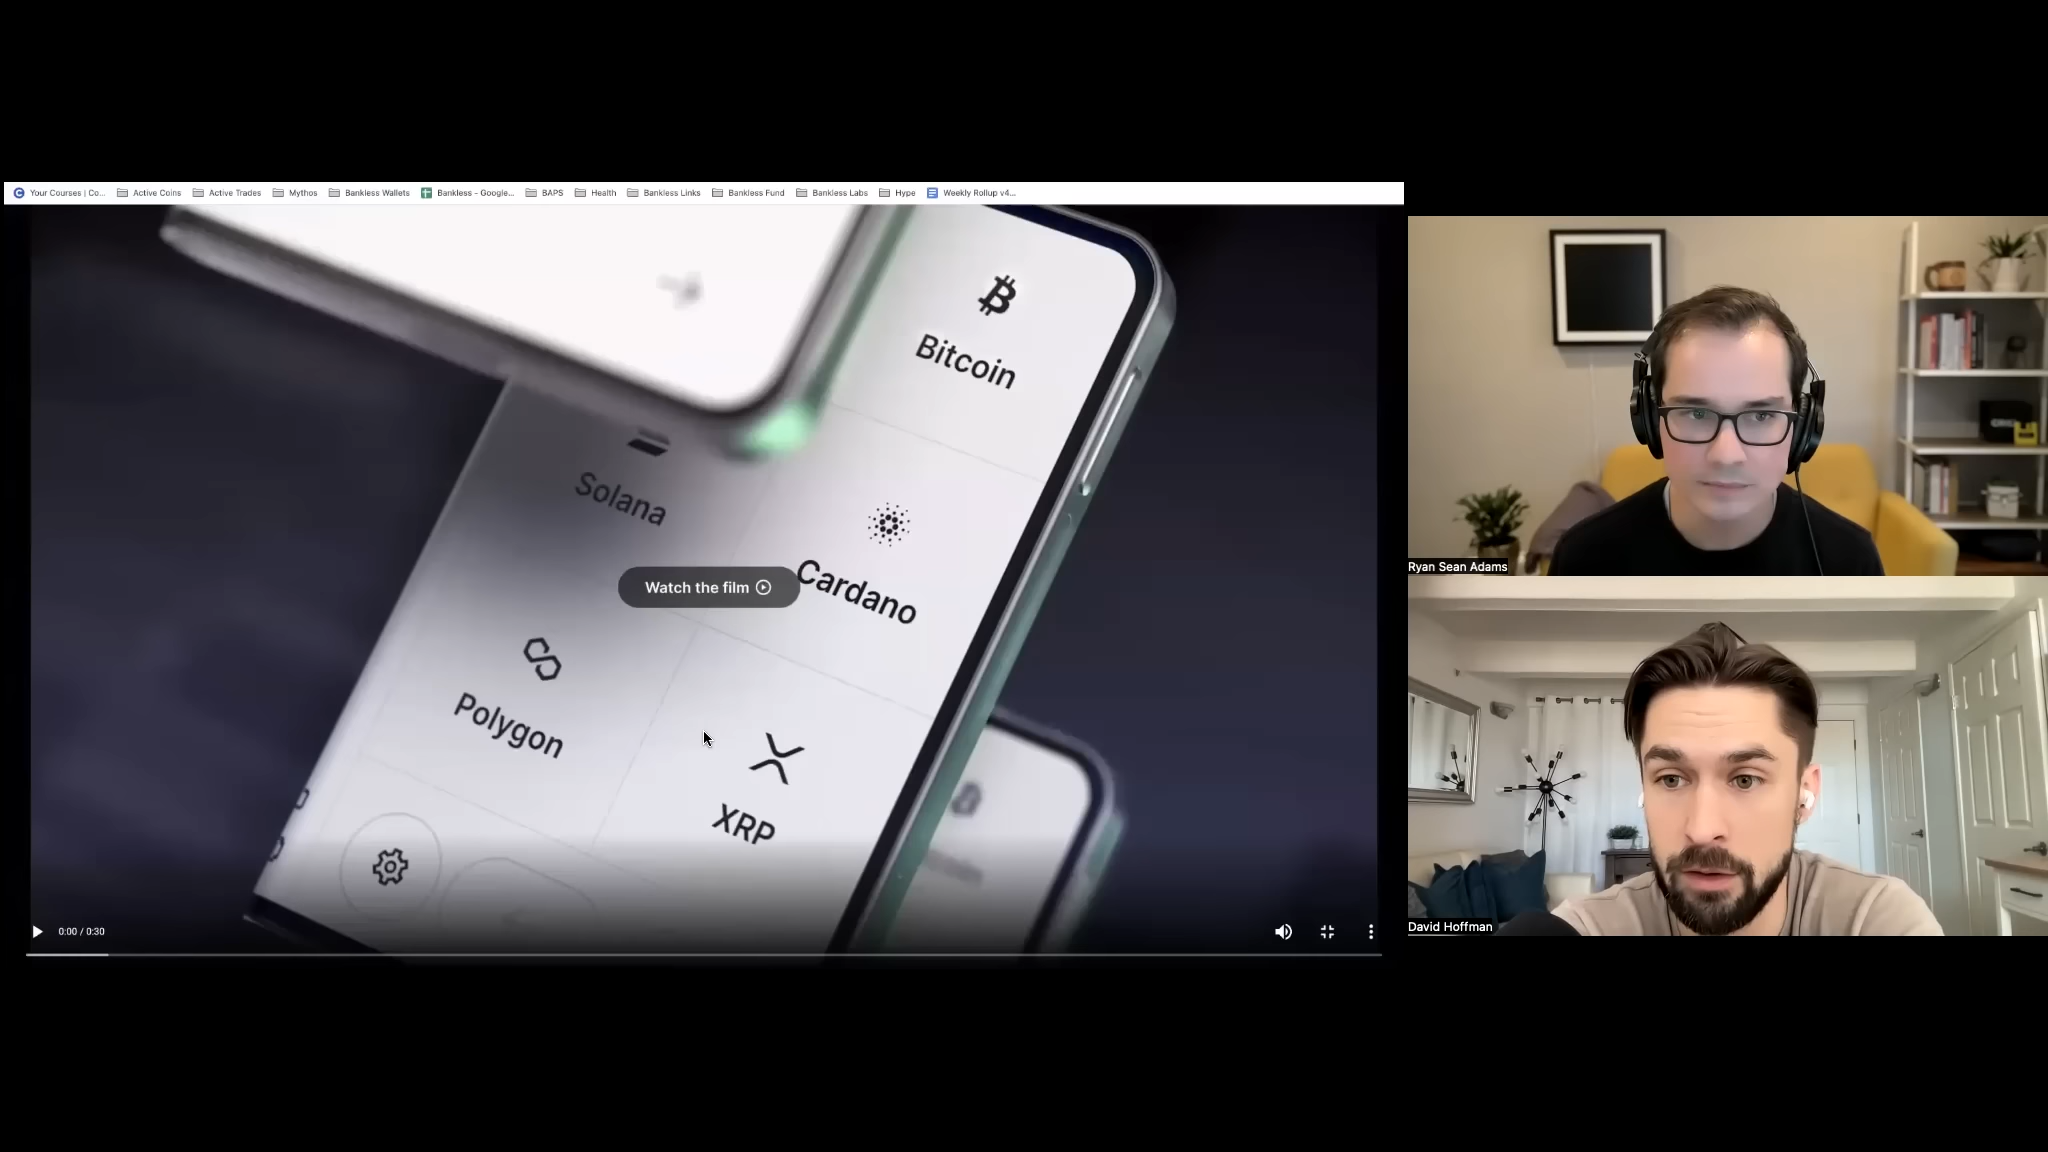 Your Courses | Co...
Active Coins
Active Trades
Mythos
Bankless Wallets
Bankless - Google...
BAPS
Health
Bankless Links
Bankless Fund
Bankless Labs
Hype
Weekly Rollup v4...
Bitcoin
Solana
Cardano
Watch the film
Polygon
XRP
0:00 / 0:30
Ryan Sean Adams
David Hoffman